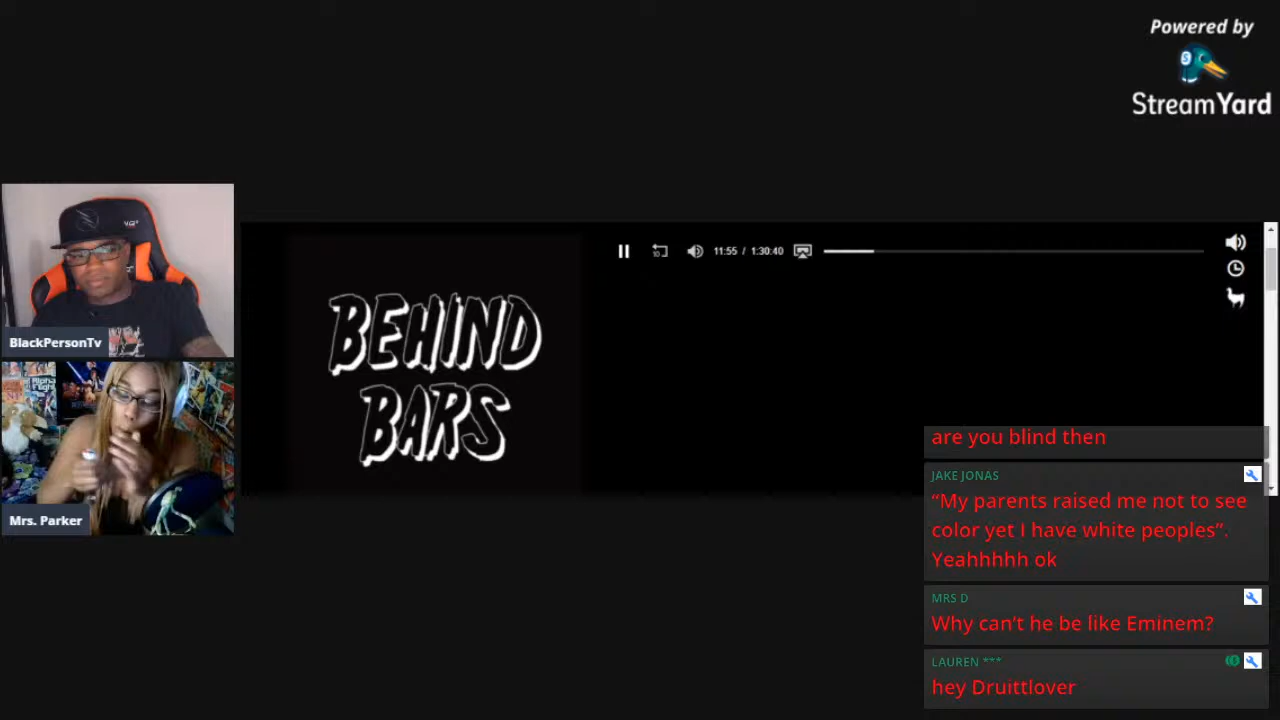 Powered by
StreamYard
BlackPersonTv
Mrs. Parker
11:55 / 1:30:40
BEHIND
BARS
are you blind then
JAKE JONAS
“My parents raised me not to see
color yet I have white peoples”.
Yeahhhhh ok
MRS D
Why can't he be like Eminem?
LAUREN ***
hey Druittlover